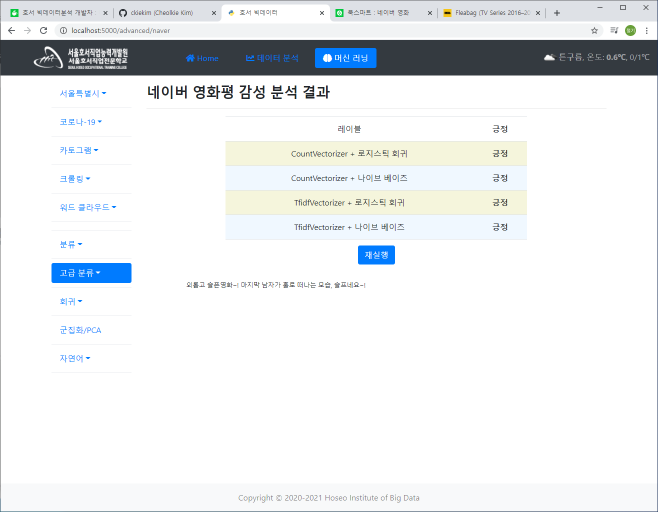 호서 빅데이터분석 개발자
ckiekim (Cheolkie Kim)
호서 빅데이터
북스파트 : 네이버 영화
Fleabag (TV Series 2016–20
localhost:5000/advanced/naver
서울호서직업능력개발원
서울호서직업전문학교
Home
데이터 분석
머신 러닝
튼구름, 온도: 0.6℃, 0/1℃
서울특별시
코로나-19
카토그램
크롤링
워드 클라우드
분류
고급 분류
회귀
군집화/PCA
자연어
네이버 영화평 감성 분석 결과
레이블 긍정
CountVectorizer + 로지스틱 회귀 긍정
CountVectorizer + 나이브 베이즈 긍정
TfidfVectorizer + 로지스틱 회귀 긍정
TfidfVectorizer + 나이브 베이즈 긍정
재실행
외롭고 슬픈영화~! 마지막 남자가 홀로 떠나는 모습, 슬프네요~!
Copyright © 2020-2021 Hoseo Institute of Big Data